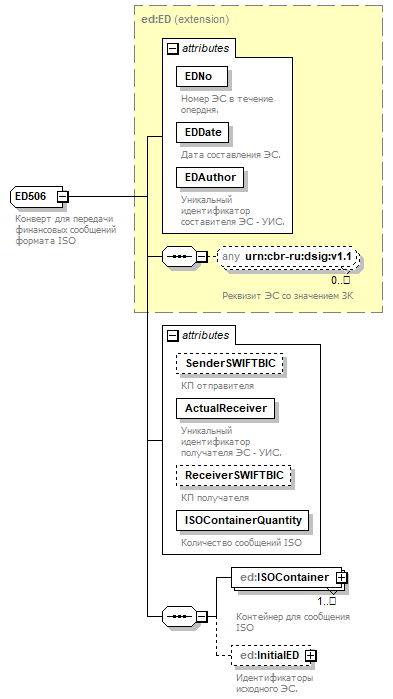 ed:ED (extension)
attributes
EDNo
Номер ЭС в течение
опердня.
EDDate
Дата составления ЭС.
EDAuthor
Уникальный
идентификатор
составителя ЭС - УИС.
ED506
Конверт для передачи
финансовых сообщений
формата ISO
any urn:cbr-ru:dsig:v1.1
0..□
Реквизит ЭС со значением ЗК
attributes
SenderSWIFTBIC
КП отправителя
ActualReceiver
Уникальный
идентификатор
получателя ЭС - УИС.
ReceiverSWIFTBIC
КП получателя
ISOContainerQuantity
Количество сообщений ISO
ed:ISOContainer
1..□
Контейнер для сообщения
ISO
ed:InitialED
Идентификаторы
исходного ЭС.